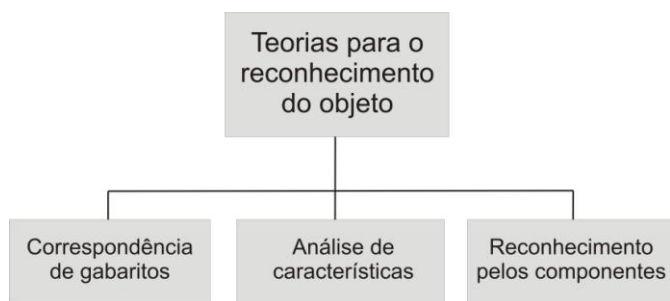 Teorias para o
reconhecimento
do objeto
Correspondência
de gabaritos
Análise de
características
Reconhecimento
pelos componentes